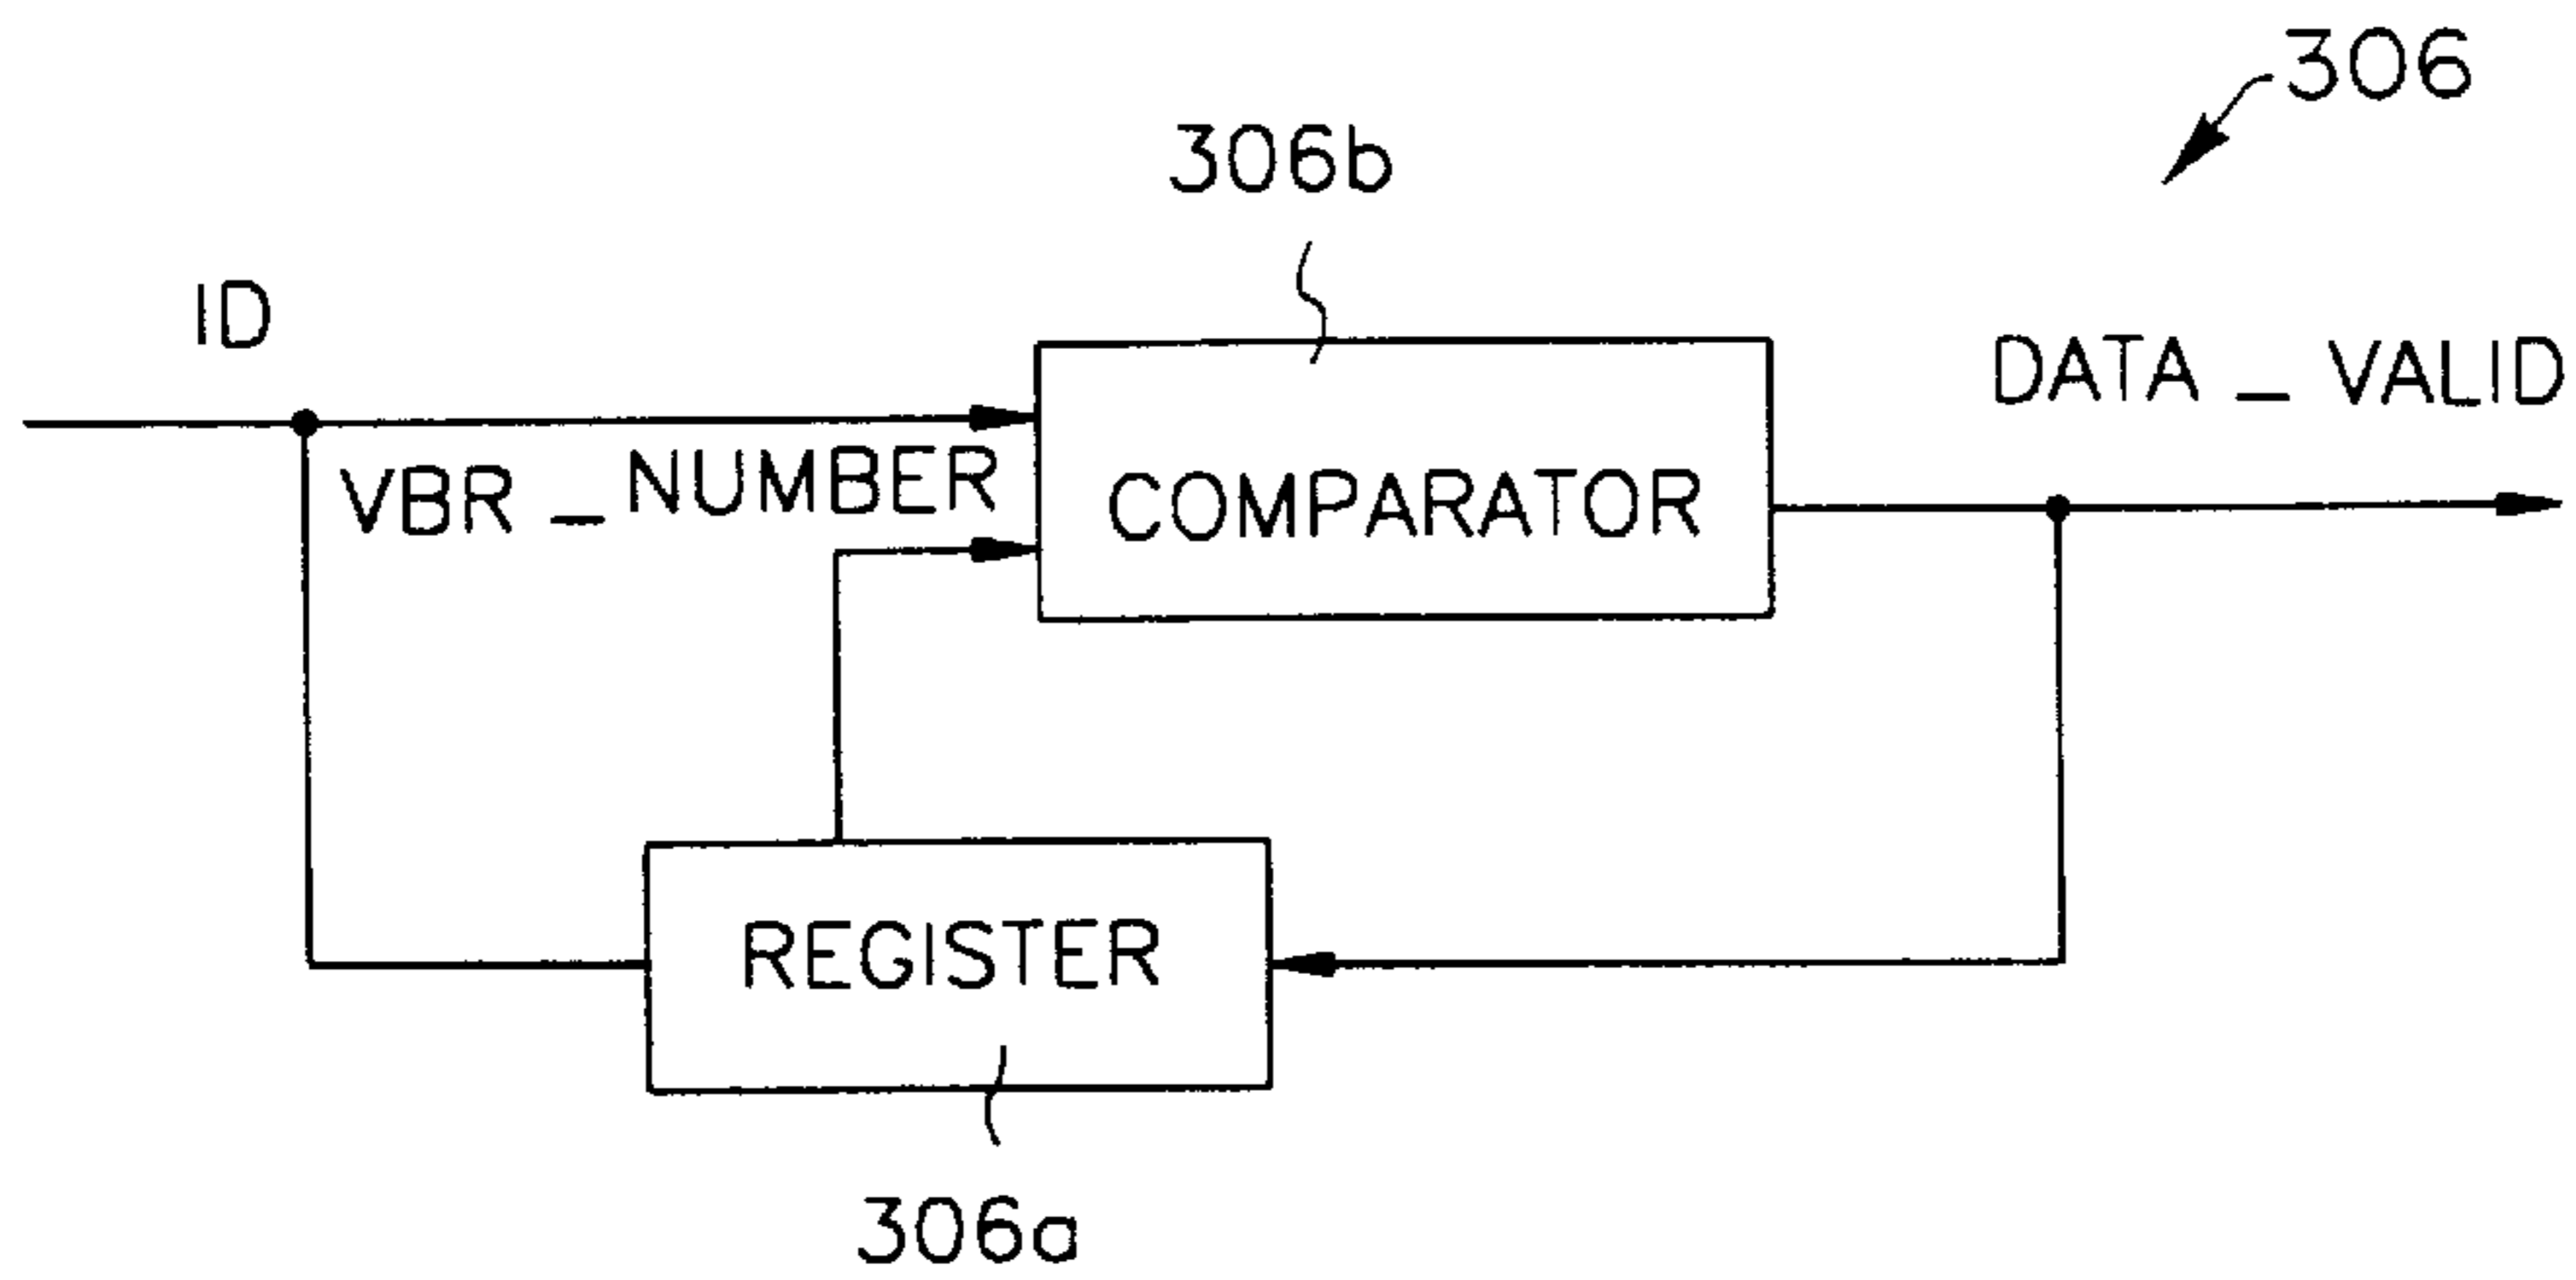 306
306b
ID
DATA _ VALID
VBR _ NUMBER
COMPARATOR
REGISTER
306a